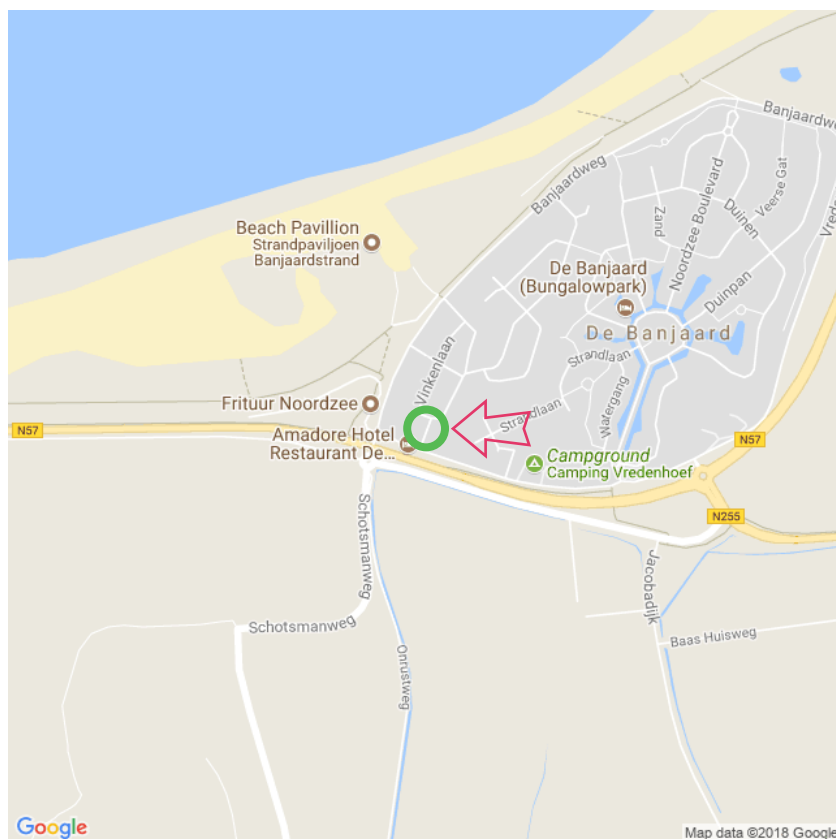 Banjaardweg
Banjaardweg
Noordzee Boulevard
Veerse Gat
Zand
Duinen
Vrede
Beach Pavillion
Strandpaviljoen
Banjaardstrand
De Banjaard
(Bungalowpark)
Duinpan
De Banjaard
Strandlaan
Vinkenlaan
Watergang
Frituur Noordzee
Strandlaan
N57
Amadore Hotel
Restaurant De...
N57
Campground
Camping Vredenhoef
N255
Schotsmanweg
Schotsmanweg
Jacobadijk
Baas Huisweg
Onrustweg
Google
Map data ©2018 Google